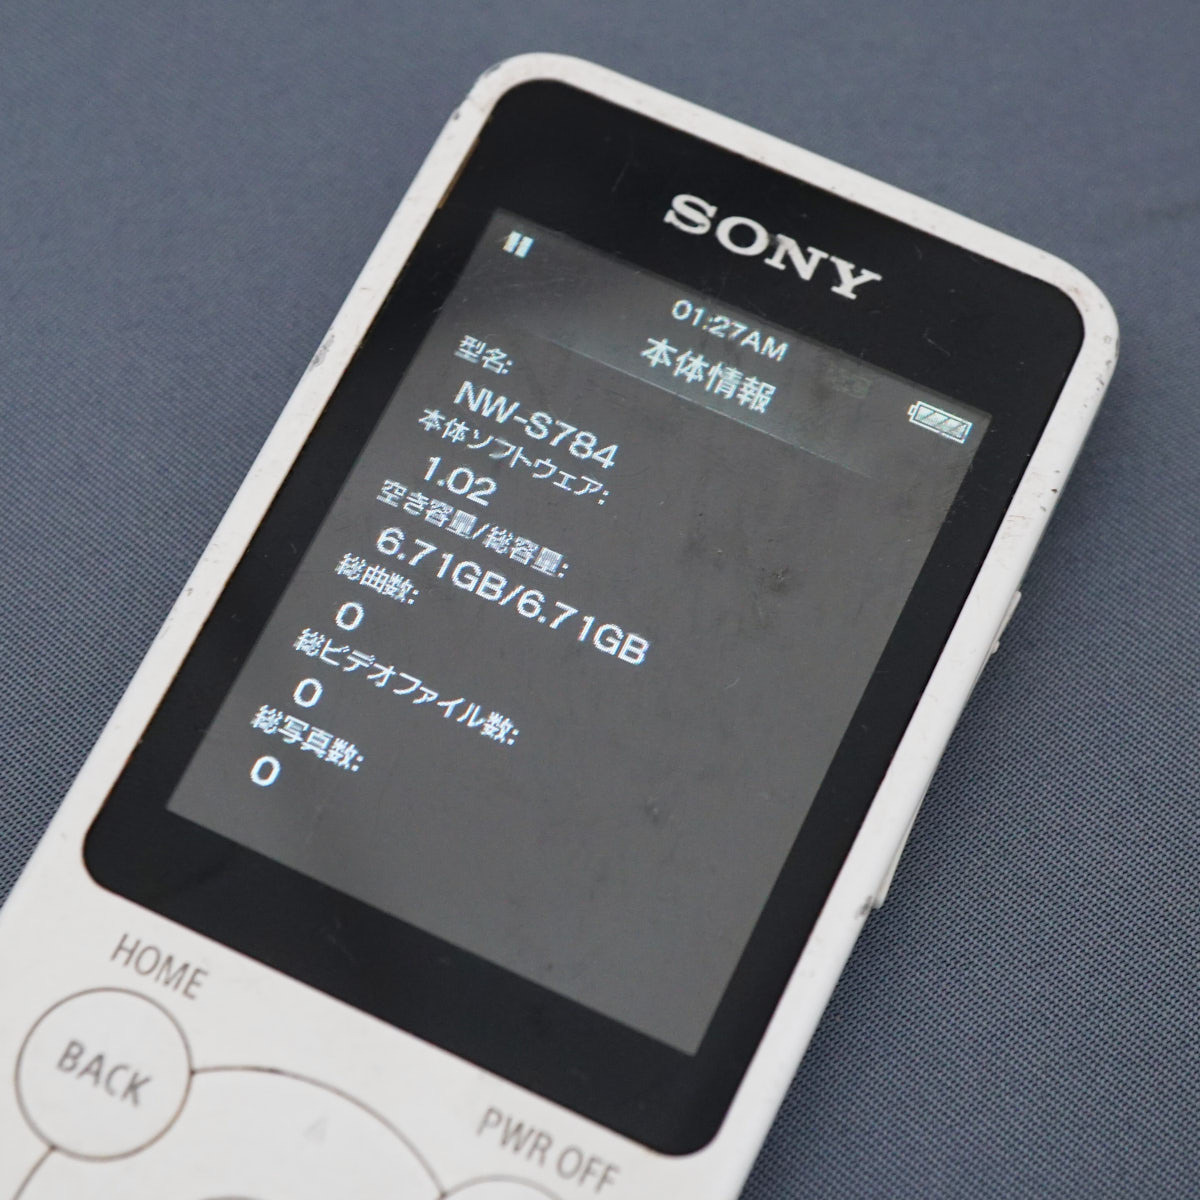 SONY
01:27AM
本体情報
型名:
NW-S784
本体ソフトウェア:
1.02
空き容量/総容量:
6.71GB/6.71GB
総曲数:
0
総ビデオファイル数:
0
総写真数:
0
HOME
BACK
PWR OFF